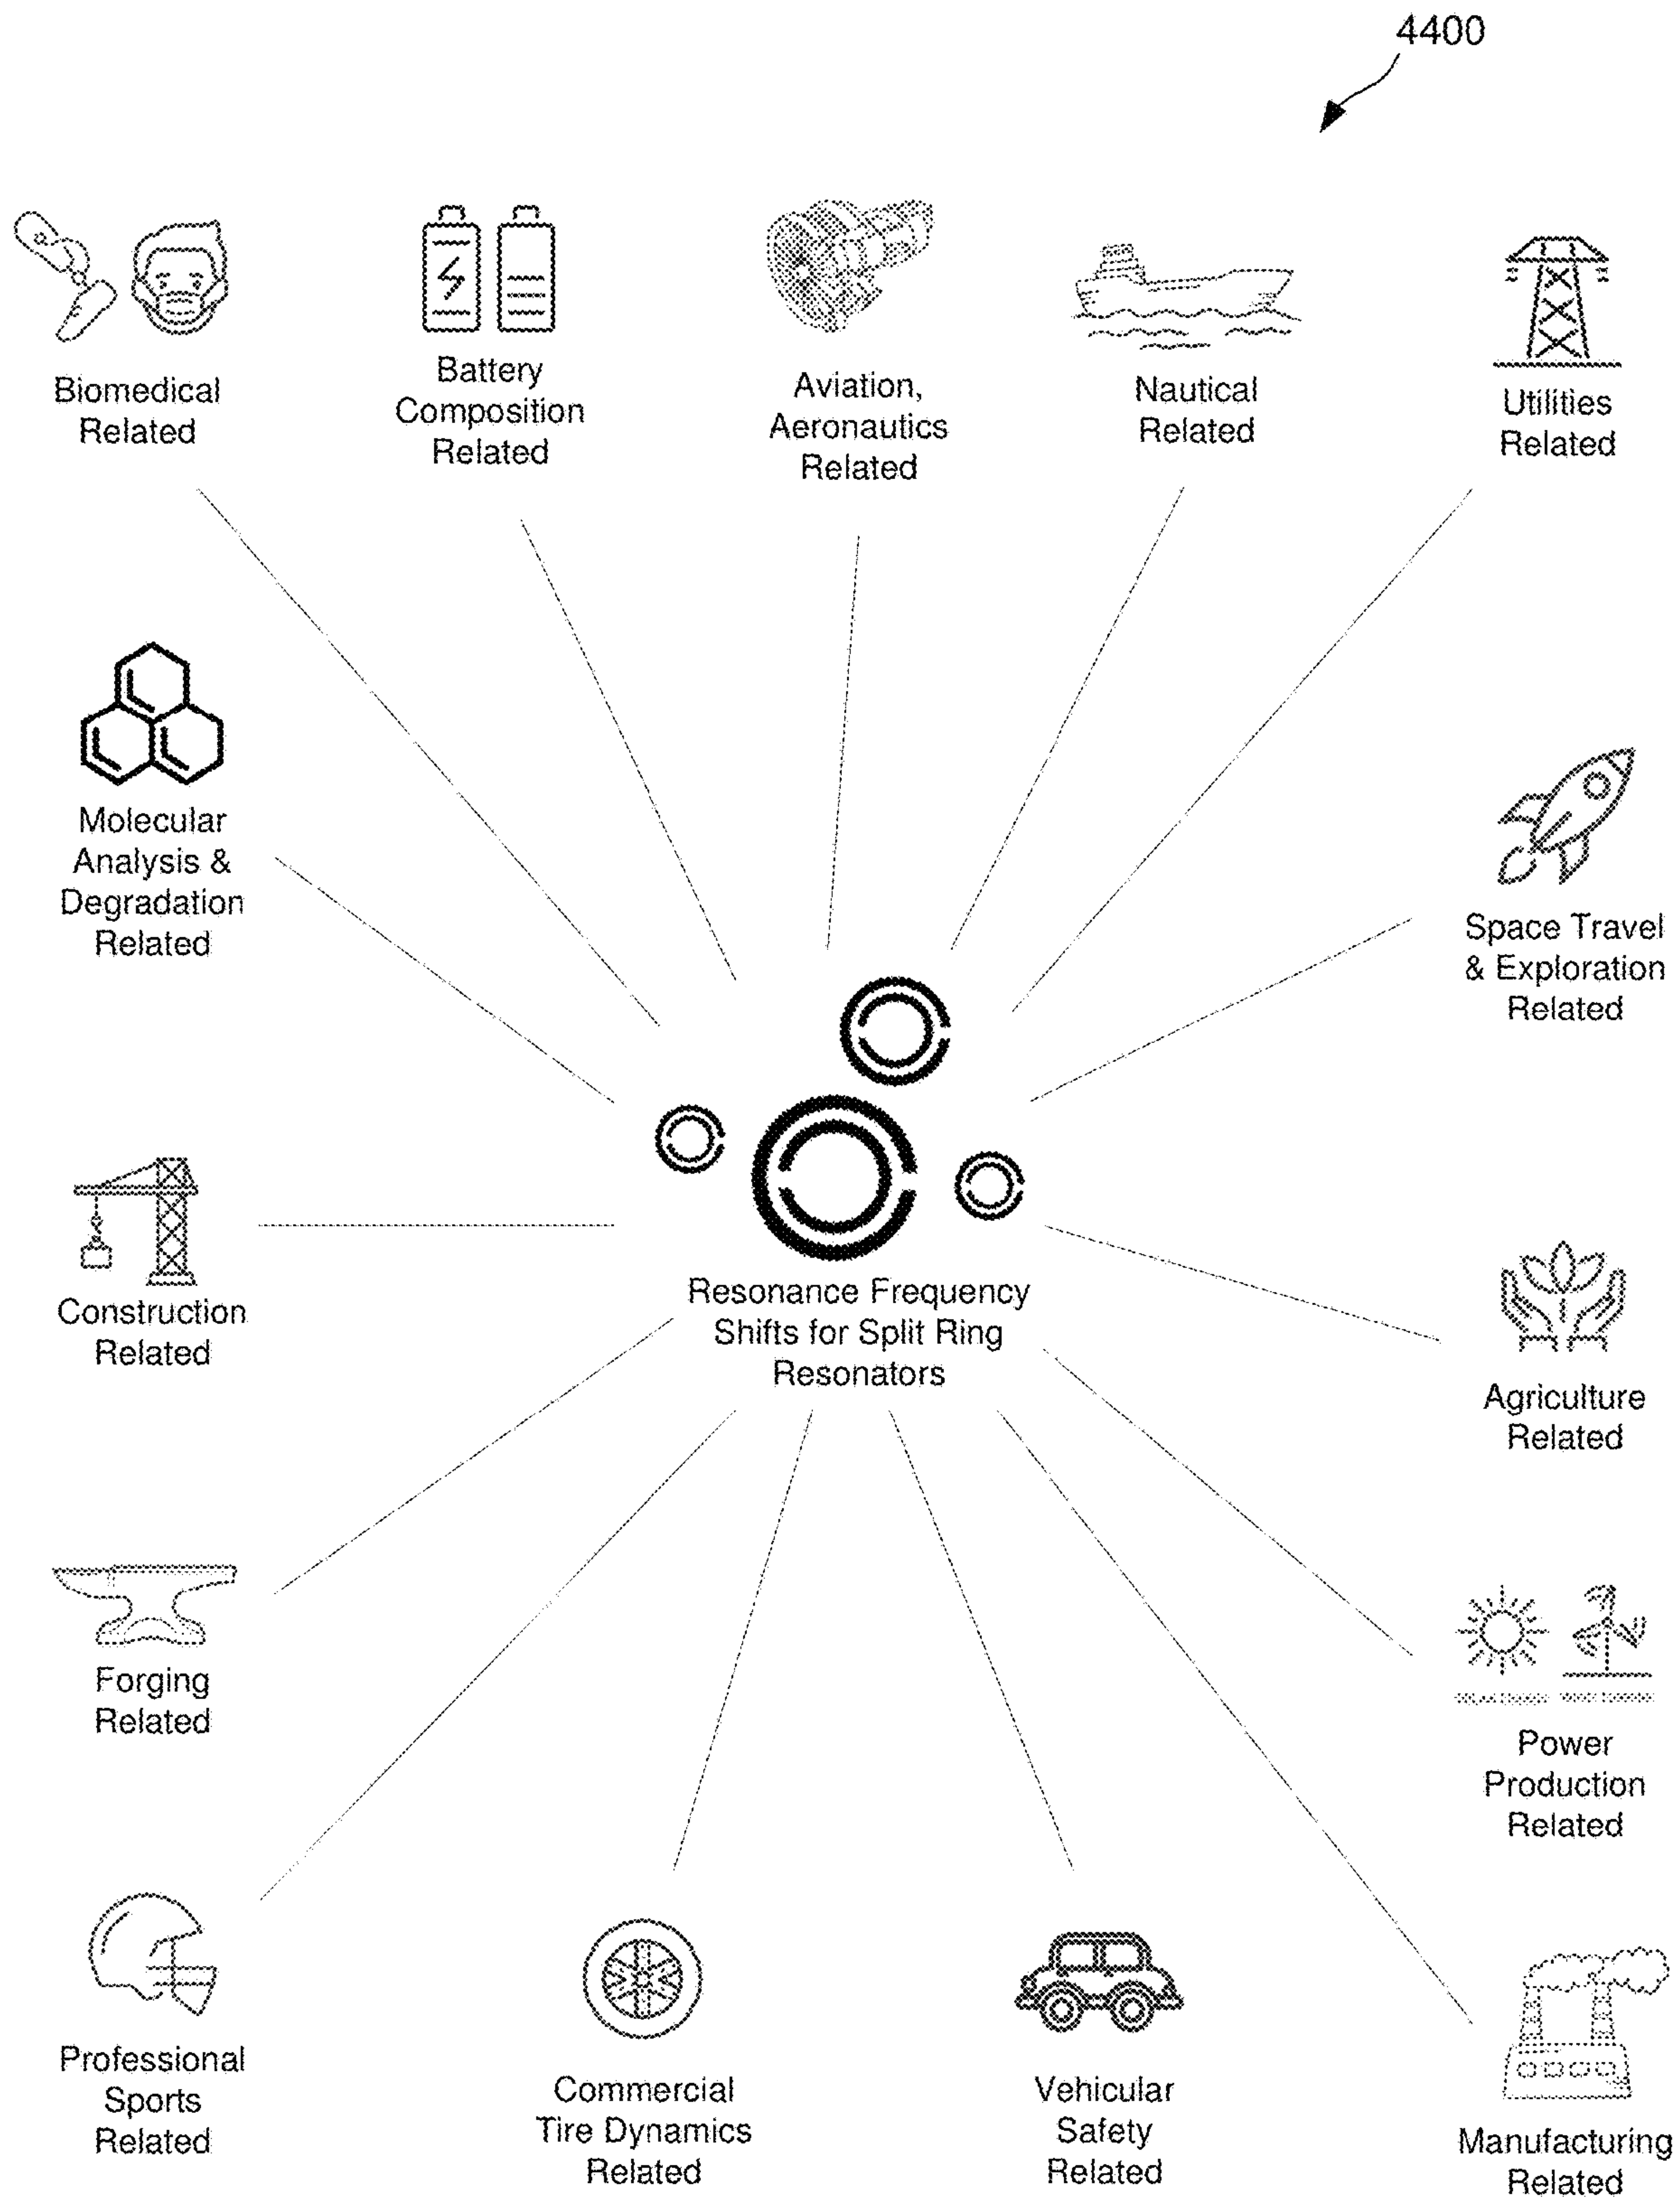 4400
Biomedical
Related
Battery
Composition
Related
Aviation,
Aeronautics
Related
Nautical
Related
Utilities
Related
Molecular
Analysis &
Degradation
Related
Space Travel
& Exploration
Related
Construction
Related
Resonance Frequency
Shifts for Split Ring
Resonators
Agriculture
Related
Forging
Related
Power
Production
Related
Professional
Sports
Related
Commercial
Tire Dynamics
Related
Vehicular
Safety
Related
Manufacturing
Related